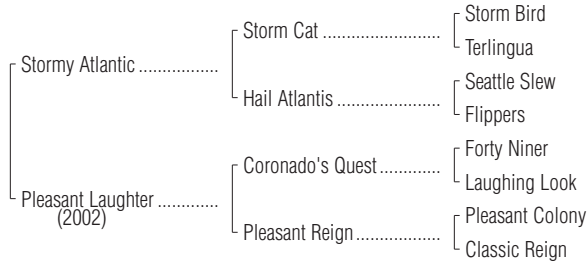 Storm Bird
Storm Cat
Terlingua
Stormy Atlantic
Seattle Slew
Hail Atlantis
Flippers
Forty Niner
Coronado's Quest
Laughing Look
Pleasant Laughter
(2002)
Pleasant Colony
Pleasant Reign
Classic Reign